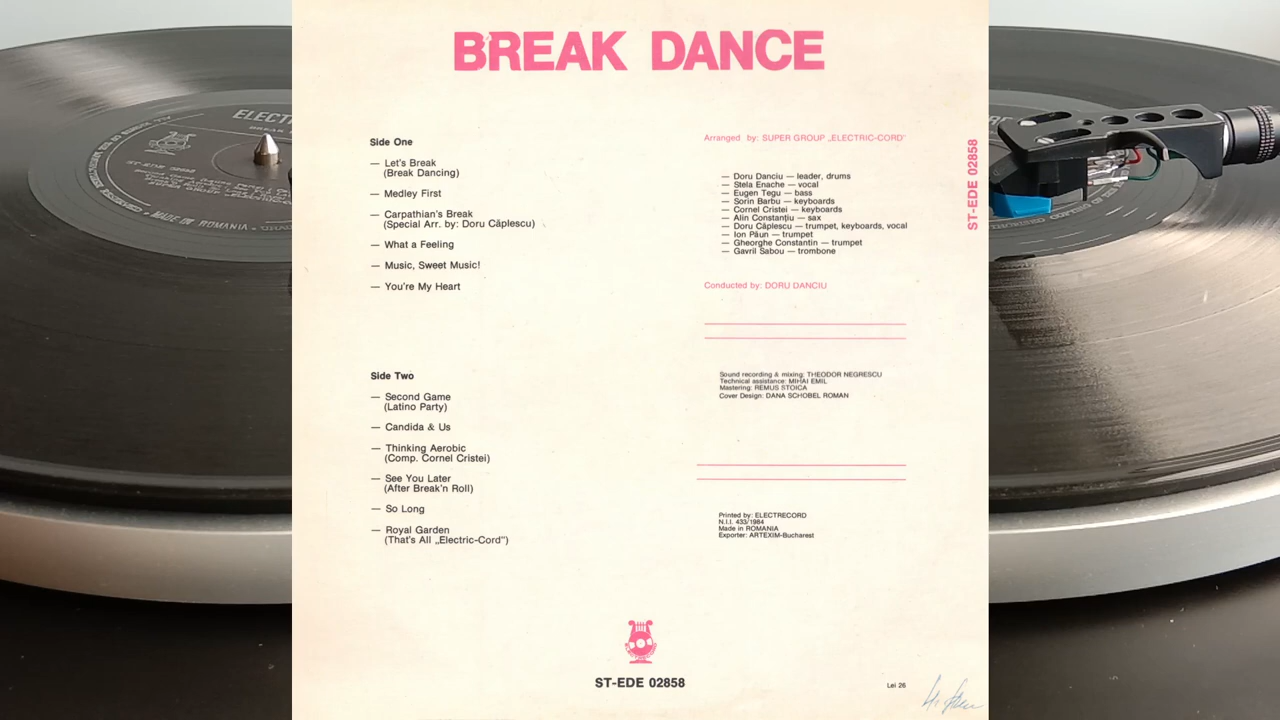 BREAK DANCE
Side One
— Let's Break
(Break Dancing)
— Medley First
— Carpathian's Break
(Special Arr. by: Doru Căplescu)
— What a Feeling
— Music, Sweet Music!
— You're My Heart
Side Two
— Second Game
(Latino Party)
— Candida & Us
— Thinking Aerobic
(Comp. Cornel Cristei)
— See You Later
(After Break'n Roll)
— So Long
— Royal Garden
(That's All „Electric-Cord")
Arranged by: SUPER GROUP „ELECTRIC-CORD"
— Doru Danciu — leader, drums
— Stela Enache — vocal
— Eugen Tegu — bass
— Sorin Barbu — keyboards
— Cornel Cristei — keyboards
— Alin Constanţiu — sax
— Doru Căplescu — trumpet, keyboards, vocal
— Ion Păun — trumpet
— Gheorghe Constantin — trumpet
— Gavril Sabou — trombone
Conducted by: DORU DANCIU
Sound recording & mixing: THEODOR NEGRESCU
Technical assistance: MIHAI EMIL
Mastering: REMUS STOICA
Cover Design: DANA SCHOBEL ROMAN
Printed by: ELECTRECORD
N.I.I. 433/1984
Made in ROMANIA
Exporter: ARTEXIM-Bucharest
ST-EDE 02858
ST-EDE 02858
Lei 26
MADE IN ROMANIA